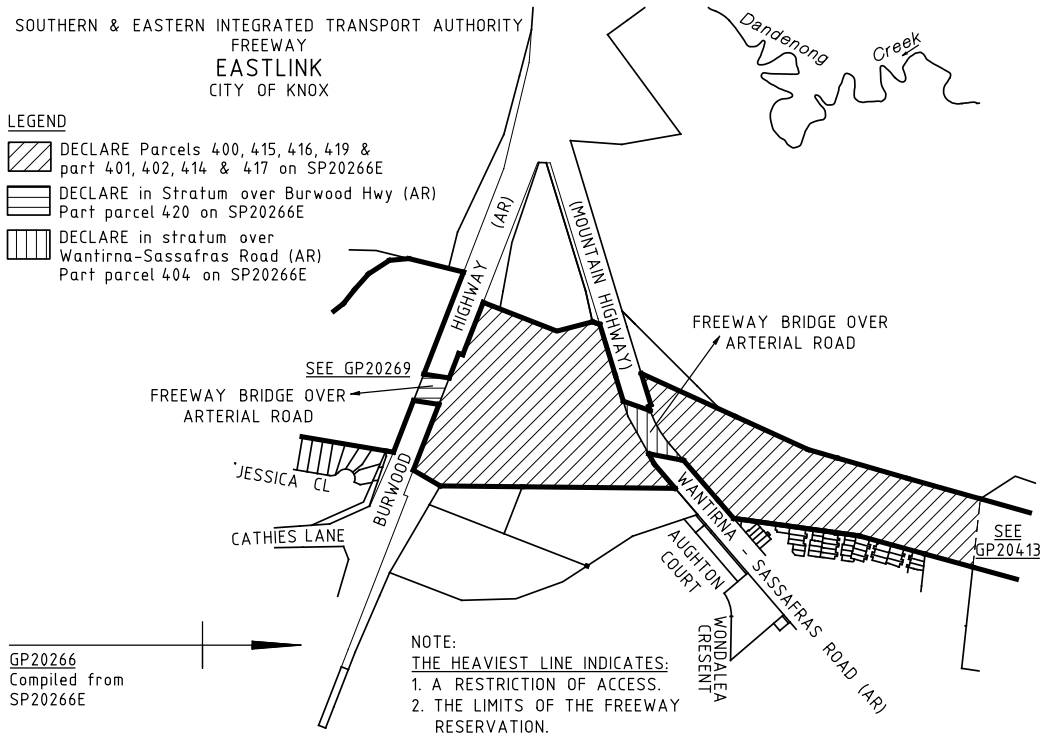 SOUTHERN & EASTERN INTEGRATED TRANSPORT AUTHORITY
FREEWAY
EASTLINK
CITY OF KNOX
LEGEND
DECLARE Parcels 400, 415, 416, 419 &
part 401, 402, 414 & 417 on SP20266E
DECLARE in Stratum over Burwood Hwy (AR)
Part parcel 420 on SP20266E
DECLARE in stratum over
Wantirna-Sassafras Road (AR)
Part parcel 404 on SP20266E
Dandenong
Creek
HIGHWAY
(AR)
(MOUNTAIN HIGHWAY)
FREEWAY BRIDGE OVER
ARTERIAL ROAD
SEE GP20269
FREEWAY BRIDGE OVER
ARTERIAL ROAD
JESSICA CL
BURWOOD
CATHIES LANE
WANTIRNA - SASSAFRAS ROAD (AR)
SEE
GP20413
AUGHTON
COURT
WONDALEA
CRESENT
GP20266
Compiled from
SP20266E
NOTE:
THE HEAVIEST LINE INDICATES:
1. A RESTRICTION OF ACCESS.
2. THE LIMITS OF THE FREEWAY
RESERVATION.